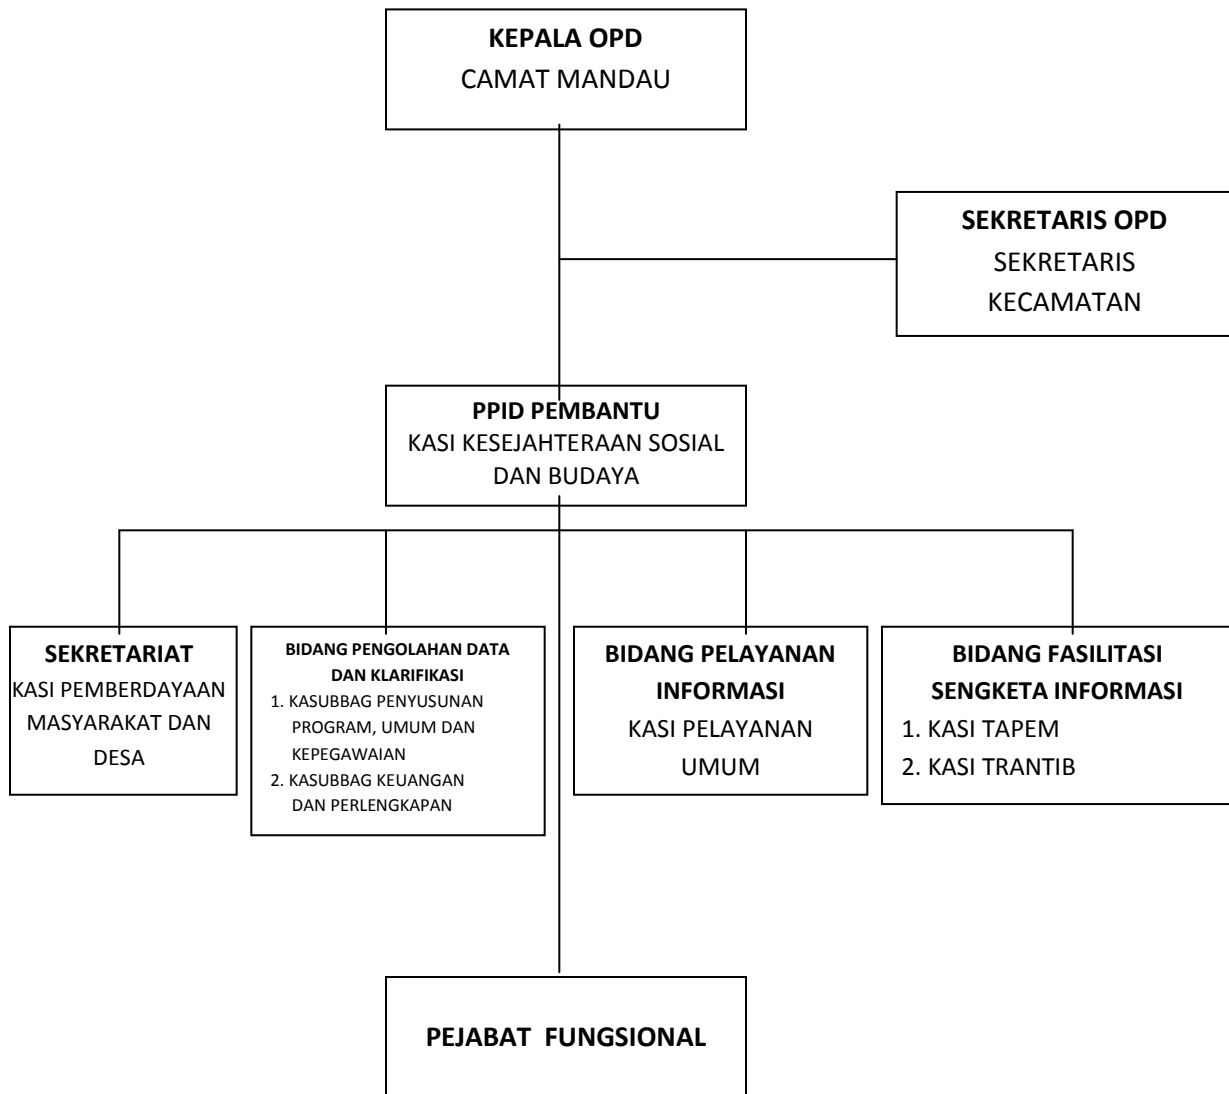 KEPALA OPD
CAMAT MANDAU
SEKRETARIS OPD
SEKRETARIS
KECAMATAN
PPID PEMBANTU
KASI KESEJAHTERAAN SOSIAL
DAN BUDAYA
SEKRETARIAT
KASI PEMBERDAYAAN
MASYARAKAT DAN
DESA
BIDANG PENGOLAHAN DATA
DAN KLARIFIKASI
1. KASUBBAG PENYUSUNAN
PROGRAM, UMUM DAN
KEPEGAWAIAN
2. KASUBBAG KEUANGAN
DAN PERLENGKAPAN
BIDANG PELAYANAN
INFORMASI
KASI PELAYANAN
UMUM
BIDANG FASILITASI
SENGKETA INFORMASI
1. KASI TAPEM
2. KASI TRANTIB
PEJABAT FUNGSIONAL